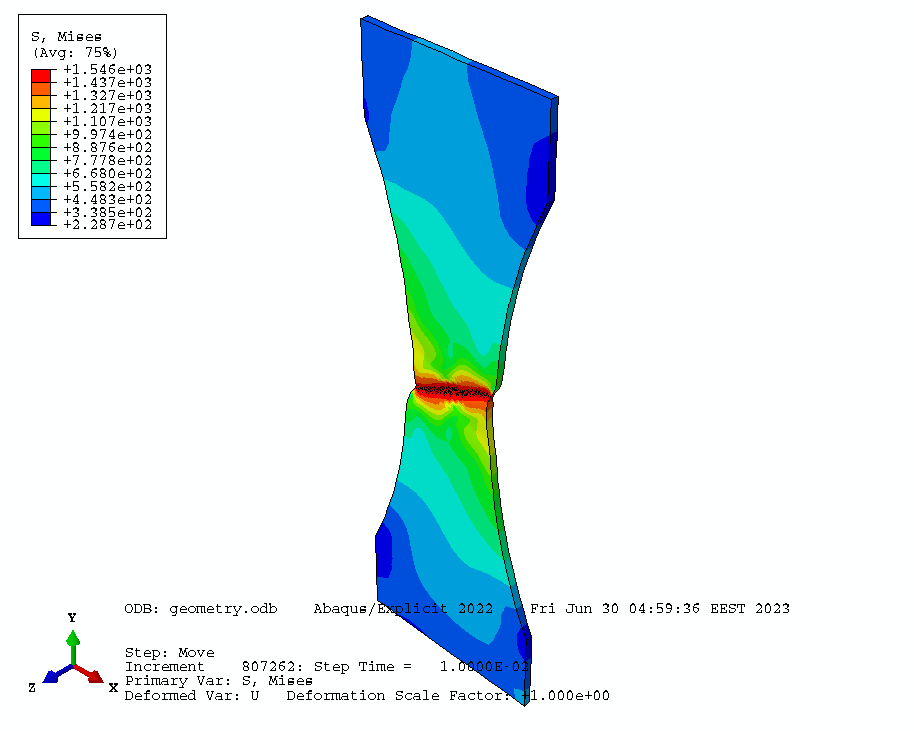 S, Mises
(Avg: 75%)
+1.546e+03
+1.437e+03
+1.327e+03
+1.217e+03
+1.107e+03
+9.974e+02
+8.876e+02
+7.778e+02
+6.680e+02
+5.582e+02
+4.483e+02
+3.385e+02
+2.287e+02
ODB: geometry.odb Abaqus/Explicit 2022 Fri Jun 30 04:59:36 EEST 2023
Y
Z
X
Step: Move
Increment 807262: Step Time = 1.0000E-02
Primary Var: S, Mises
Deformed Var: U Deformation Scale Factor: +1.000e+00